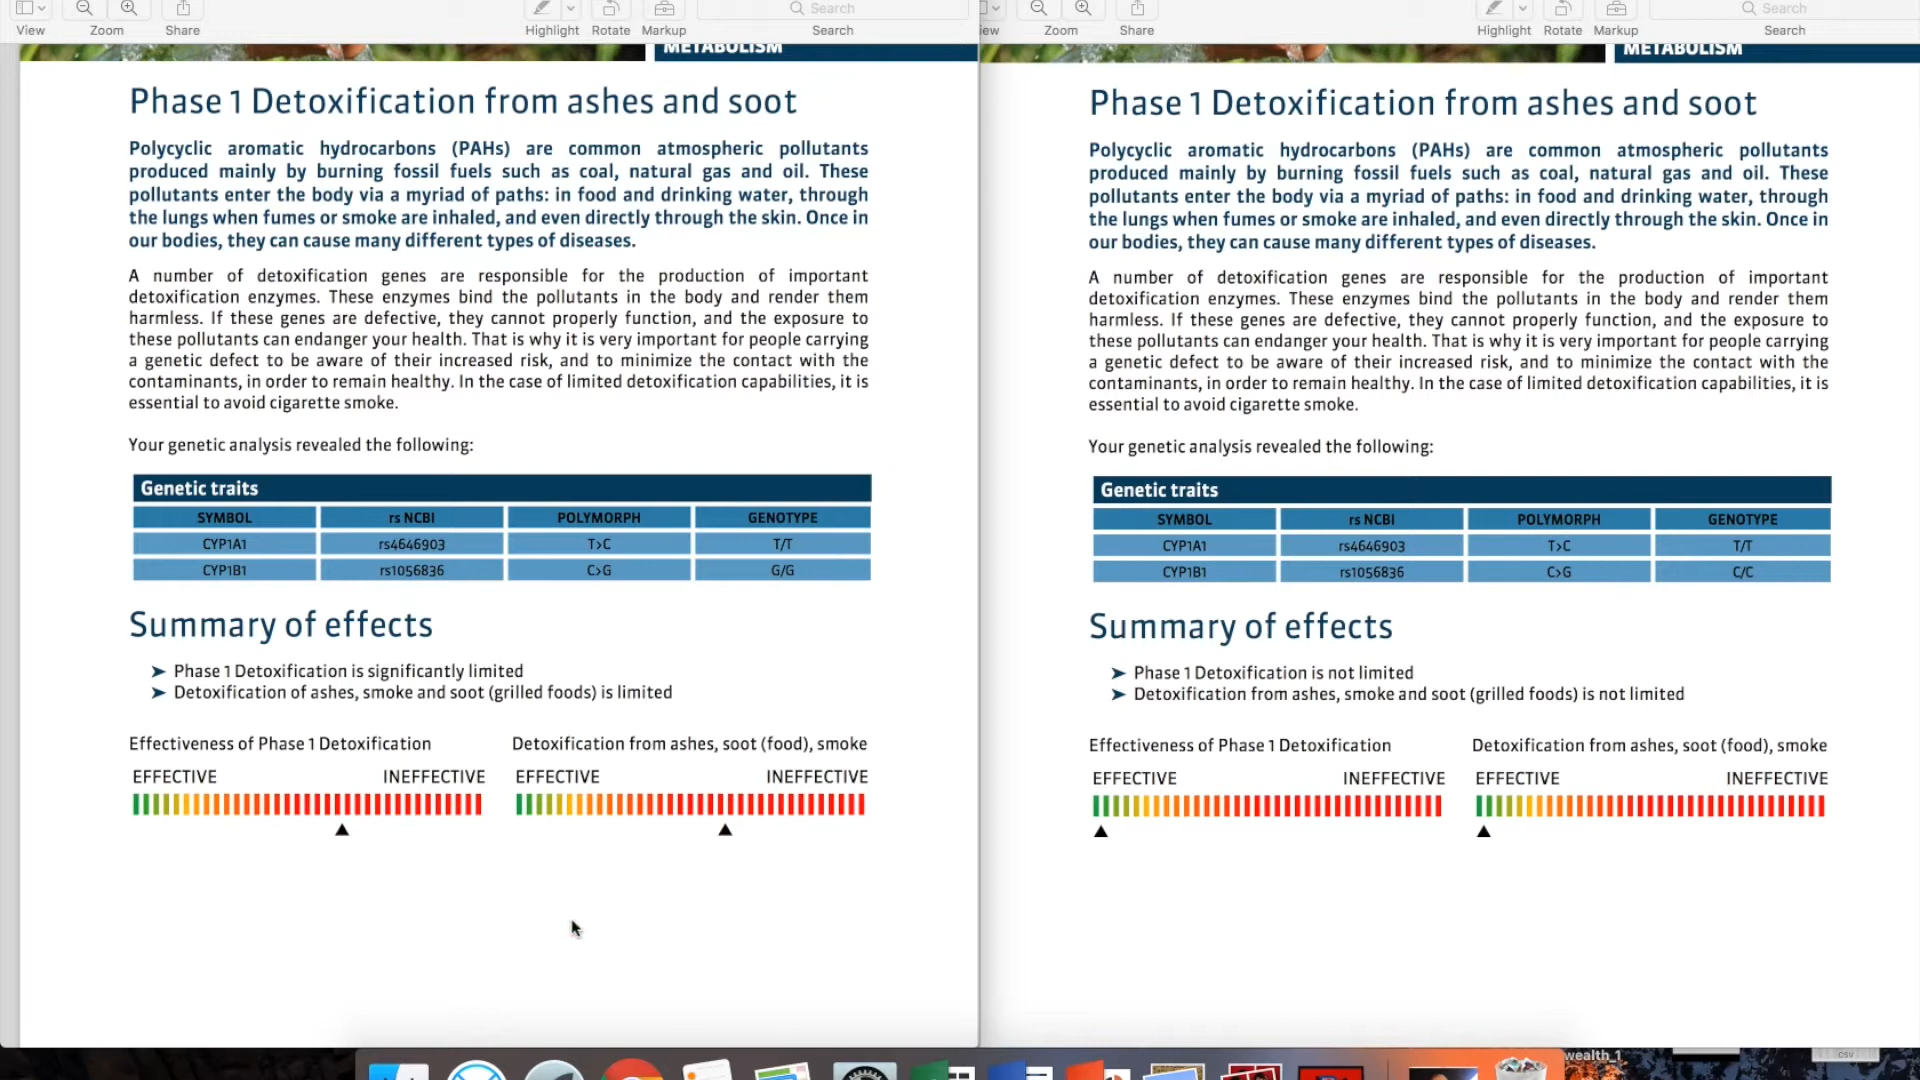 View Zoom Share Highlight Rotate Markup Search Search
METABOLISM
Phase 1 Detoxification from ashes and soot
Polycyclic aromatic hydrocarbons (PAHs) are common atmospheric pollutants
produced mainly by burning fossil fuels such as coal, natural gas and oil. These
pollutants enter the body via a myriad of paths: in food and drinking water, through
the lungs when fumes or smoke are inhaled, and even directly through the skin. Once in
our bodies, they can cause many different types of diseases.
A number of detoxification genes are responsible for the production of important
detoxification enzymes. These enzymes bind the pollutants in the body and render them
harmless. If these genes are defective, they cannot properly function, and the exposure to
these pollutants can endanger your health. That is why it is very important for people carrying
a genetic defect to be aware of their increased risk, and to minimize the contact with the
contaminants, in order to remain healthy. In the case of limited detoxification capabilities, it is
essential to avoid cigarette smoke.
Your genetic analysis revealed the following:
Genetic traits
SYMBOL rs NCBI POLYMORPH GENOTYPE
CYP1A1 rs4646903 T>C T/T
CYP1B1 rs1056836 C>G G/G
Summary of effects
➤ Phase 1 Detoxification is significantly limited
➤ Detoxification of ashes, smoke and soot (grilled foods) is limited
Effectiveness of Phase 1 Detoxification Detoxification from ashes, soot (food), smoke
EFFECTIVE INEFFECTIVE EFFECTIVE INEFFECTIVE
iew Zoom Share Highlight Rotate Markup Search Search
METABOLISM
Phase 1 Detoxification from ashes and soot
Polycyclic aromatic hydrocarbons (PAHs) are common atmospheric pollutants
produced mainly by burning fossil fuels such as coal, natural gas and oil. These
pollutants enter the body via a myriad of paths: in food and drinking water, through
the lungs when fumes or smoke are inhaled, and even directly through the skin. Once in
our bodies, they can cause many different types of diseases.
A number of detoxification genes are responsible for the production of important
detoxification enzymes. These enzymes bind the pollutants in the body and render them
harmless. If these genes are defective, they cannot properly function, and the exposure to
these pollutants can endanger your health. That is why it is very important for people carrying
a genetic defect to be aware of their increased risk, and to minimize the contact with the
contaminants, in order to remain healthy. In the case of limited detoxification capabilities, it is
essential to avoid cigarette smoke.
Your genetic analysis revealed the following:
Genetic traits
SYMBOL rs NCBI POLYMORPH GENOTYPE
CYP1A1 rs4646903 T>C T/T
CYP1B1 rs1056836 C>G C/C
Summary of effects
➤ Phase 1 Detoxification is not limited
➤ Detoxification from ashes, smoke and soot (grilled foods) is not limited
Effectiveness of Phase 1 Detoxification Detoxification from ashes, soot (food), smoke
EFFECTIVE INEFFECTIVE EFFECTIVE INEFFECTIVE
wealth_1
csv